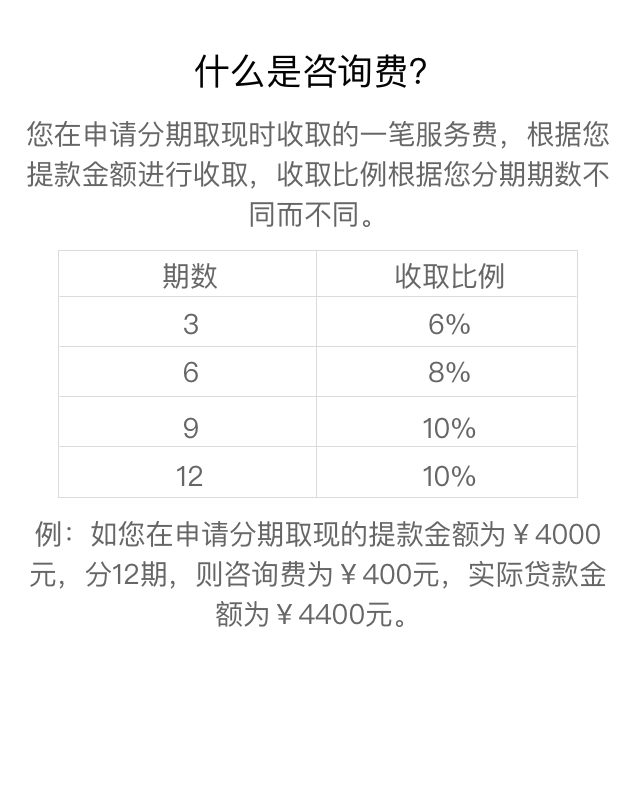 什么是咨询费？
您在申请分期取现时收取的一笔服务费，根据您
提款金额进行收取，收取比例根据您分期期数不
同而不同。
期数 收取比例
3 6%
6 8%
9 10%
12 10%
例：如您在申请分期取现的提款金额为￥4000
元，分12期，则咨询费为￥400元，实际贷款金
额为￥4400元。